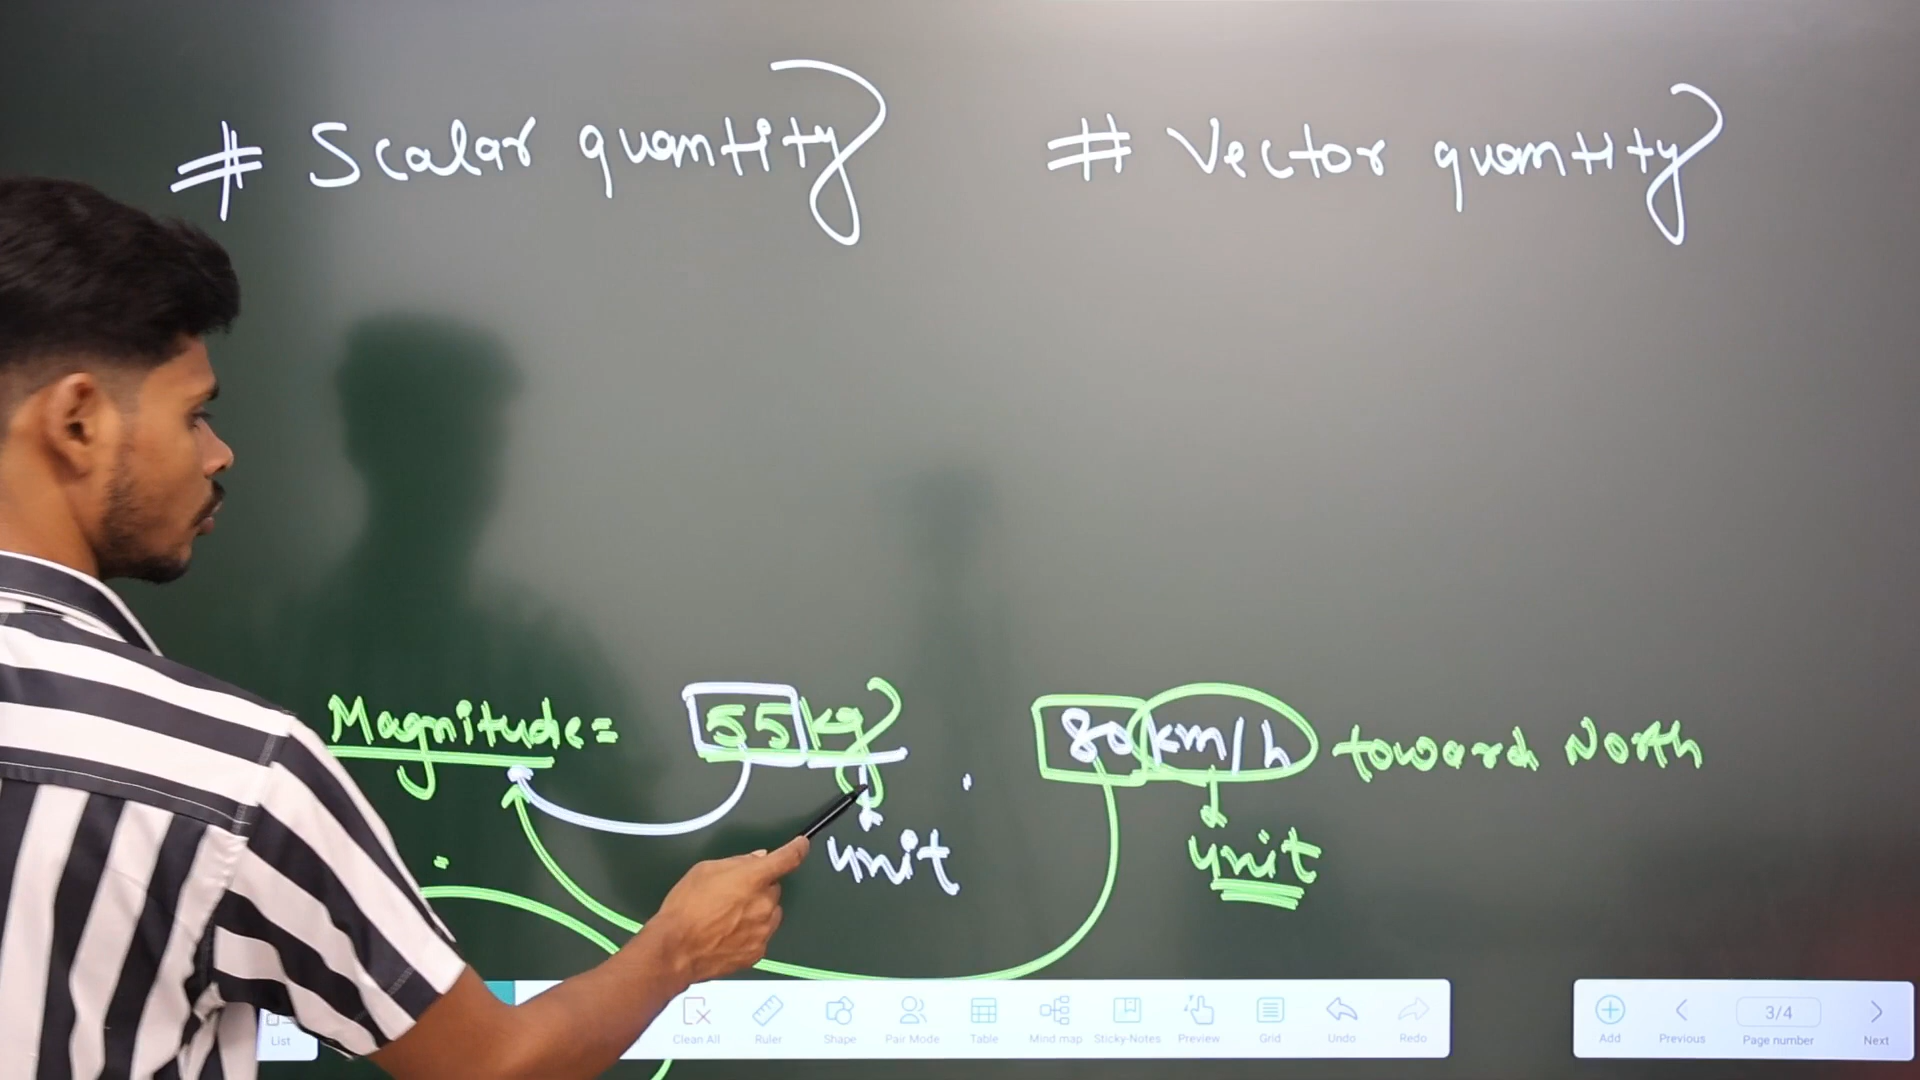 # Scalar quantity # Vector quantity
Magnitude = 55 kg 80 km/h toward North
unit unit
List Clean All Ruler Shape Pair Mode Table Mind map Sticky-Notes Preview Grid Undo Redo Add Previous 3/4 Page number Next